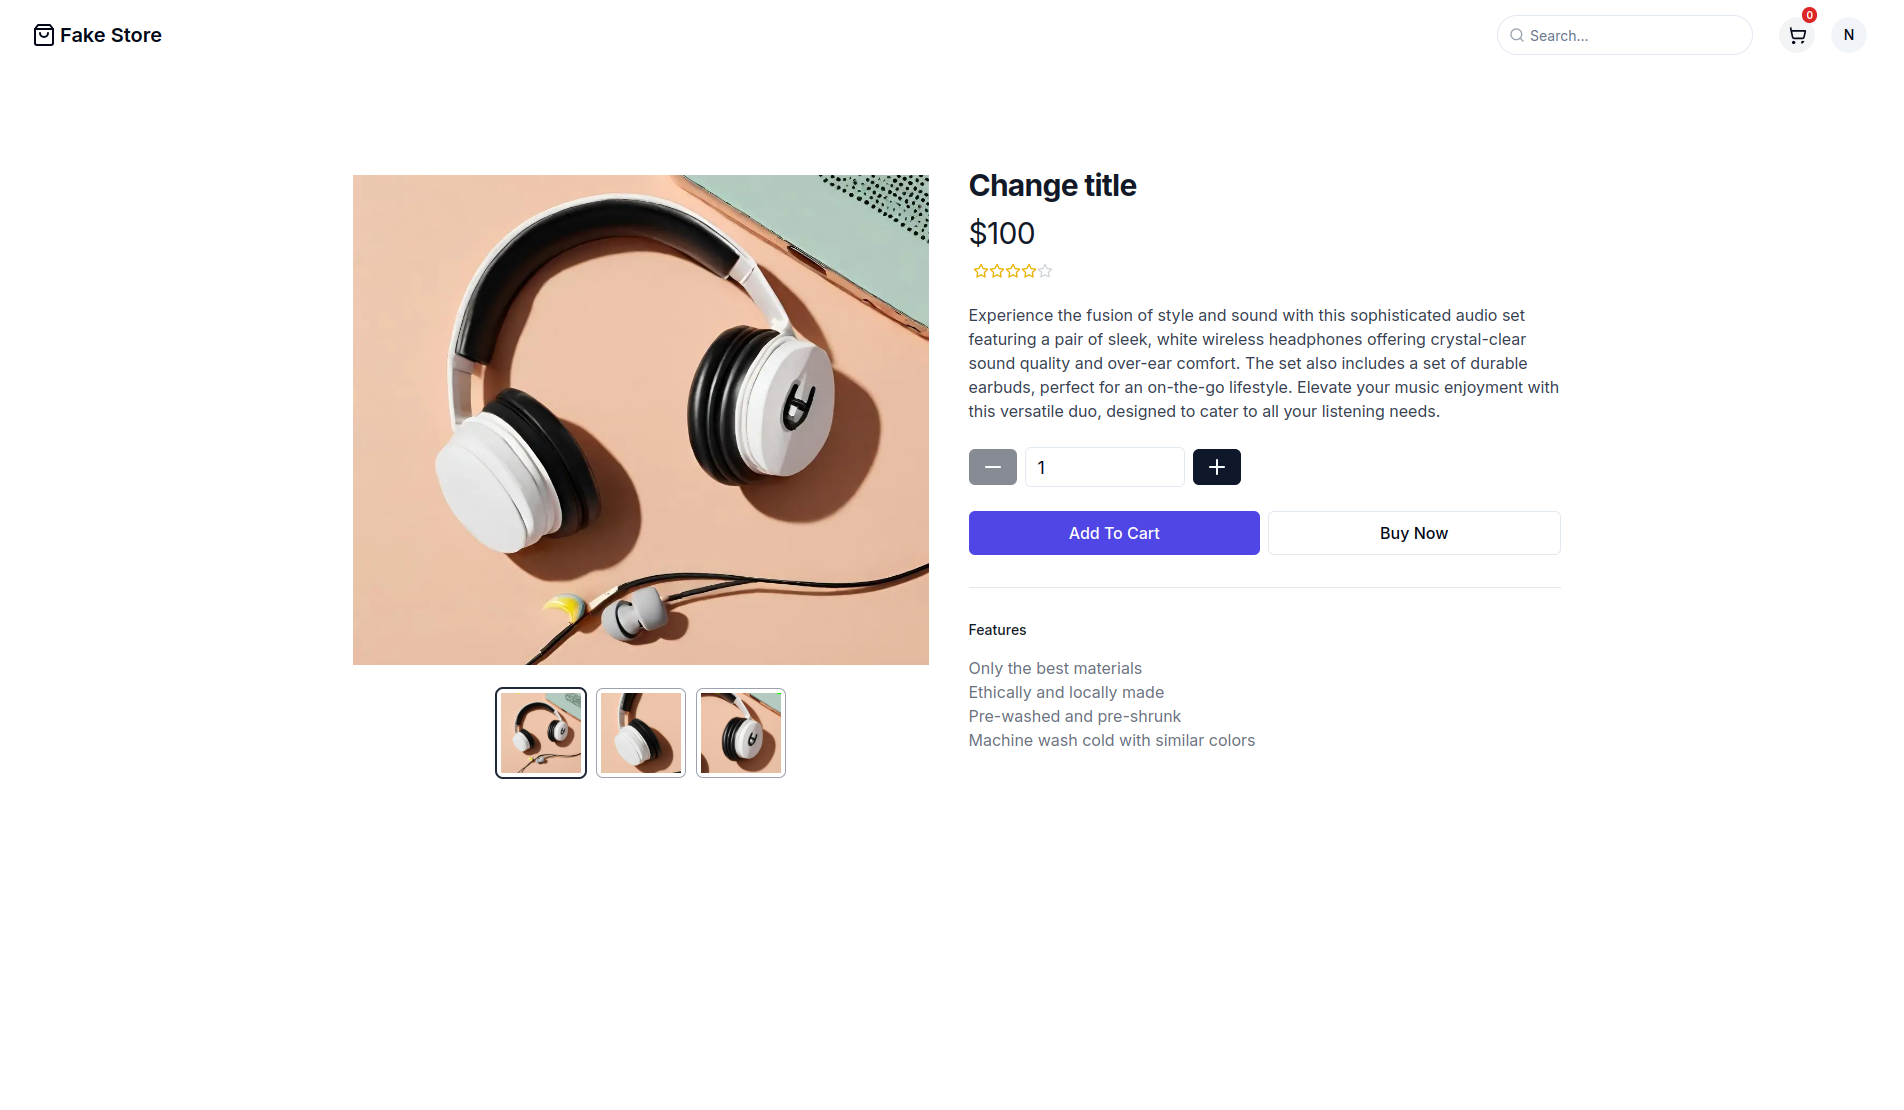 Fake Store
Search...
0
N
Change title
$100
Experience the fusion of style and sound with this sophisticated audio set
featuring a pair of sleek, white wireless headphones offering crystal-clear
sound quality and over-ear comfort. The set also includes a set of durable
earbuds, perfect for an on-the-go lifestyle. Elevate your music enjoyment with
this versatile duo, designed to cater to all your listening needs.
1
Add To Cart
Buy Now
Features
Only the best materials
Ethically and locally made
Pre-washed and pre-shrunk
Machine wash cold with similar colors